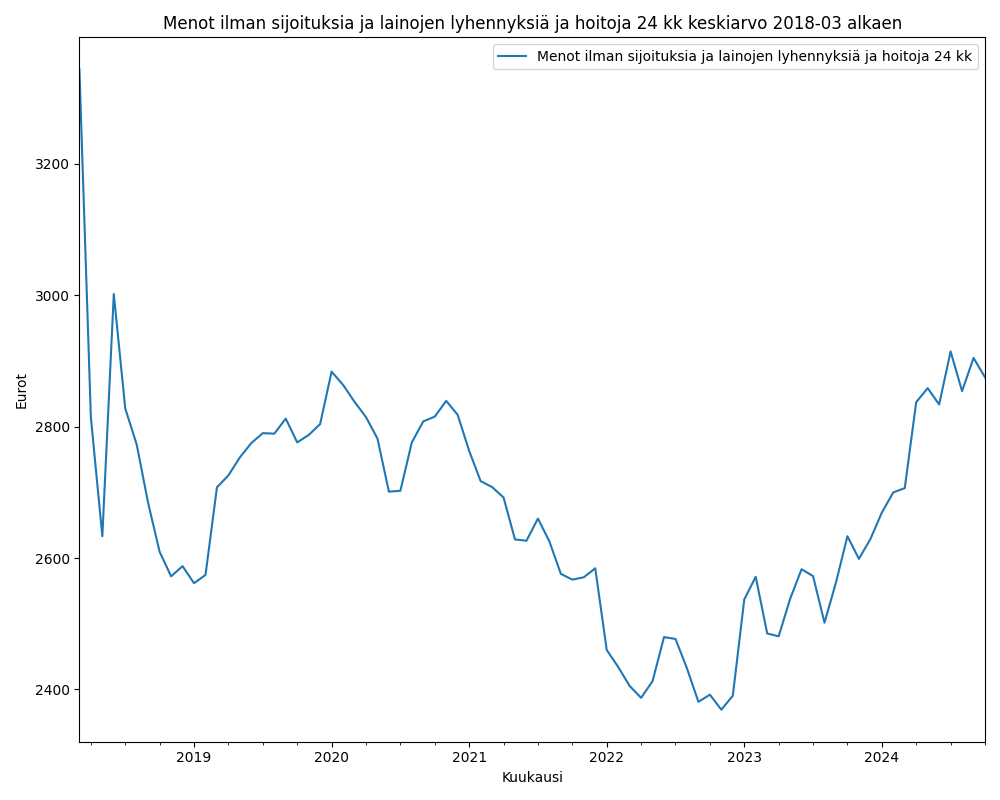 Menot ilman sijoituksia ja lainojen lyhennyksiä ja hoitoja 24 kk keskiarvo 2018-03 alkaen
Menot ilman sijoituksia ja lainojen lyhennyksiä ja hoitoja 24 kk
Eurot
3200
3000
2800
2600
2400
2019 2020 2021 2022 2023 2024
Kuukausi